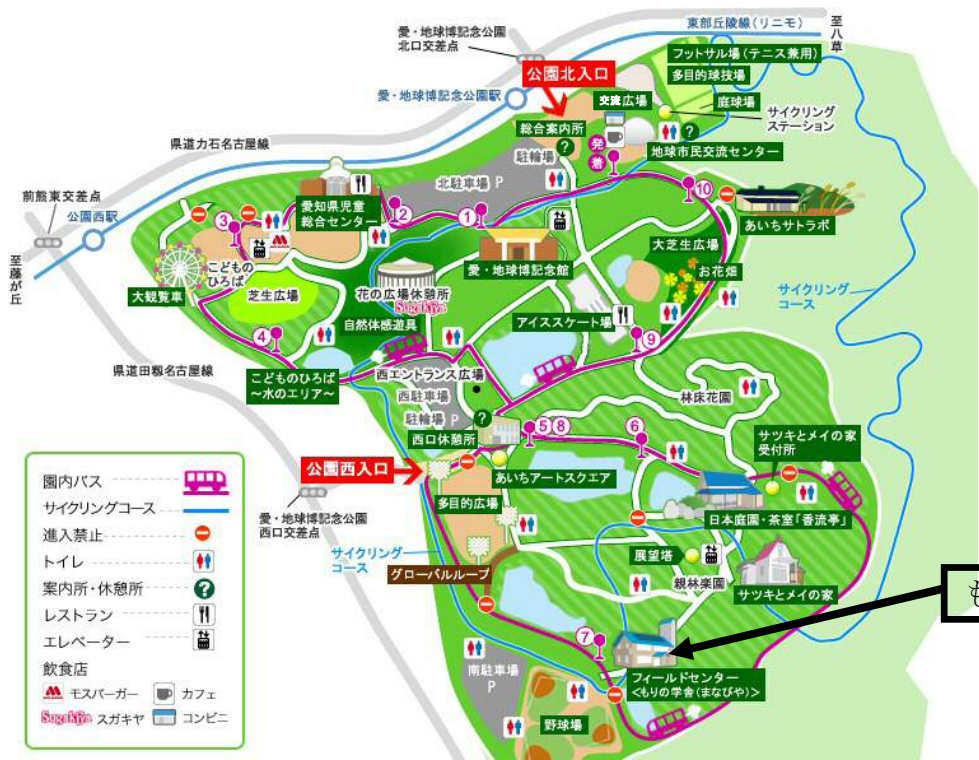 愛・地球博記念公園
北口交差点
東部丘陵線(リニモ)
至八草
公園北入口
フットサル場(テニス兼用)
多目的球技場
愛・地球博記念公園駅
交流広場
庭球場
サイクリング
ステーション
総合案内所
?
発
着
?
地球市民交流センター
駐輪場
県道力石名古屋線
北駐車場 P
前熊東交差点
公園西駅
愛知県児童
総合センター
②
①
⑩
あいちサトラボ
③
至藤が丘
こどもの
ひろば
大観覧車
芝生広場
花の広場休憩所
Sugakiya
愛・地球博記念館
大芝生広場
お花畑
サイクリング
コース
④
自然体感遊具
アイススケート場
⑨
県道田籾名古屋線
こどものひろば
~水のエリア~
西エントランス広場
西駐車場
駐輪場 P
林床花園
?
西口休憩所
⑤⑧
⑥
サツキとメイの家
受付所
公園西入口
あいちアートスクエア
多目的広場
日本庭園・茶室「香流亭」
愛・地球博記念公園
西口交差点
サイクリング
コース
展望塔
グローバルループ
親林楽園
サツキとメイの家
も
⑦
南駐車場
P
フィールドセンター
<もりの学舎(まなびや)>
野球場
園内バス
サイクリングコース
進入禁止
トイレ
案内所・休憩所
?
レストラン
エレベーター
飲食店
モスバーガー
カフェ
Sugakiya スガキヤ
コンビニ